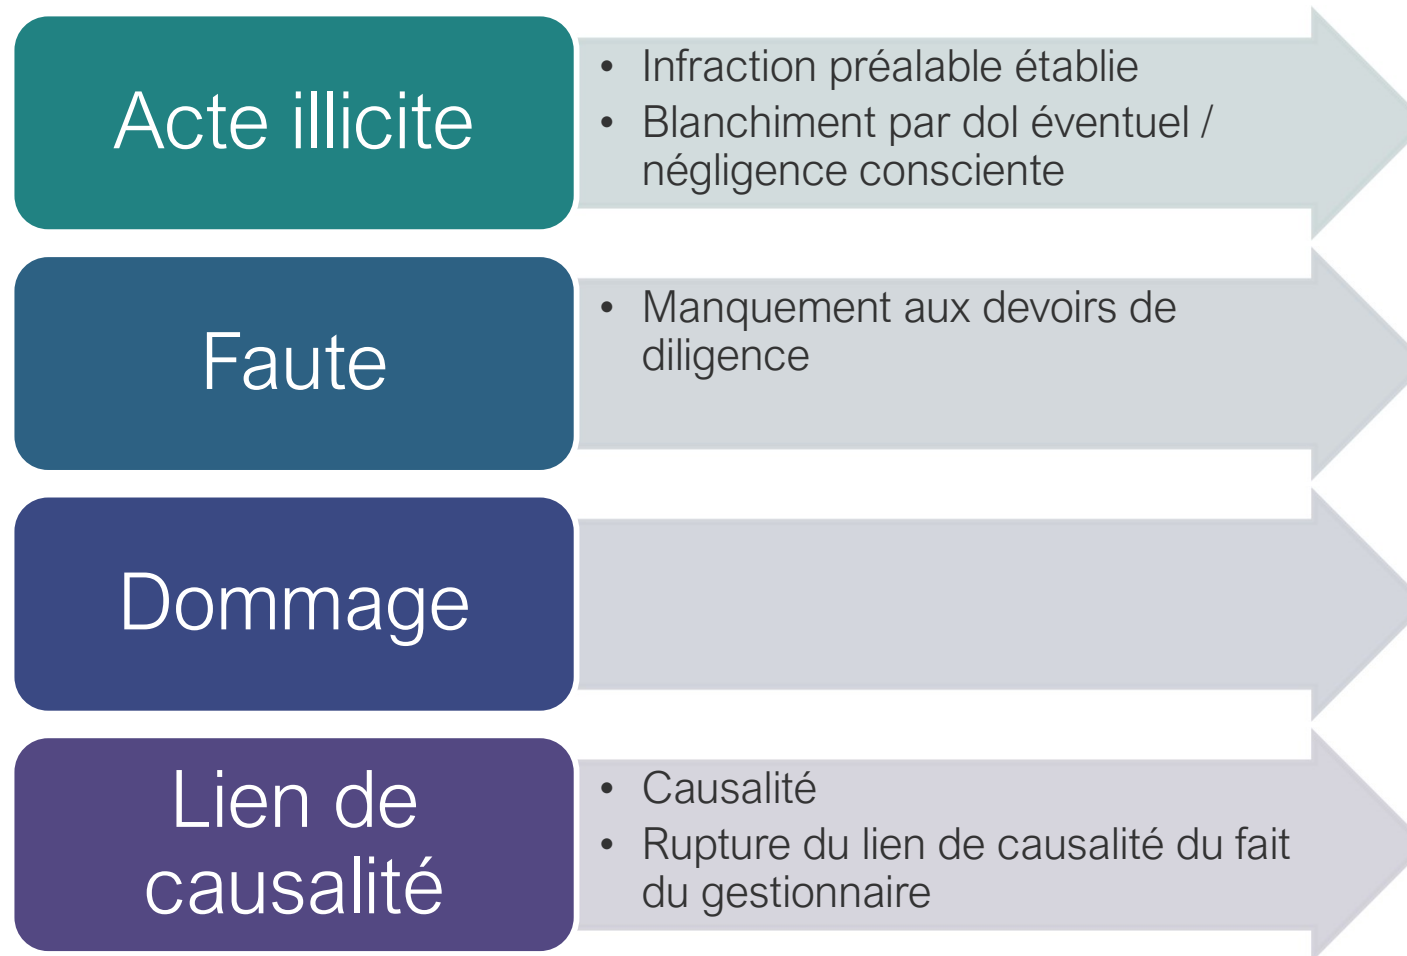 Acte illicite
• Infraction préalable établie
• Blanchiment par dol éventuel /
négligence consciente
Faute
• Manquement aux devoirs de
diligence
Dommage
Lien de
causalité
• Causalité
• Rupture du lien de causalité du fait
du gestionnaire